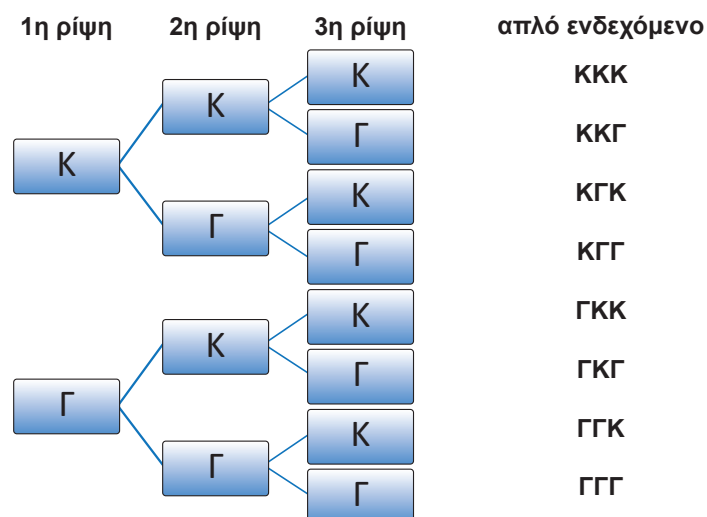 1η ρίψη 2η ρίψη 3η ρίψη απλό ενδεχόμενο
Κ ΚΚΚ
Κ
Γ ΚΚΓ
Κ
Κ ΚΓΚ
Γ
Γ ΚΓΓ
Κ ΓΚΚ
Κ
Γ ΓΚΓ
Γ
Κ ΓΓΚ
Γ
Γ ΓΓΓ